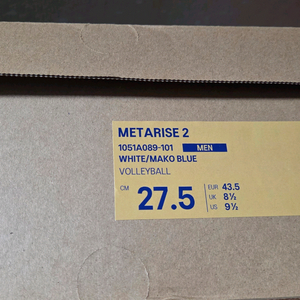 METARISE 2
1051A089-101 MEN
WHITE/MAKO BLUE
VOLLEYBALL
CM 27.5
EUR 43.5
UK 8½
US 9½